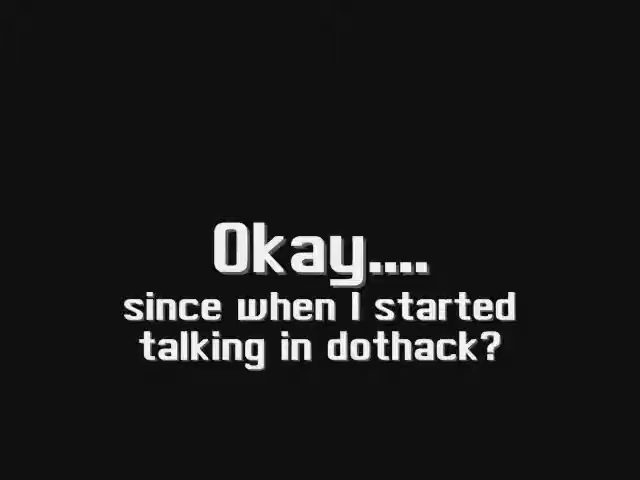 Okay....
since when I started
talking in dothack?